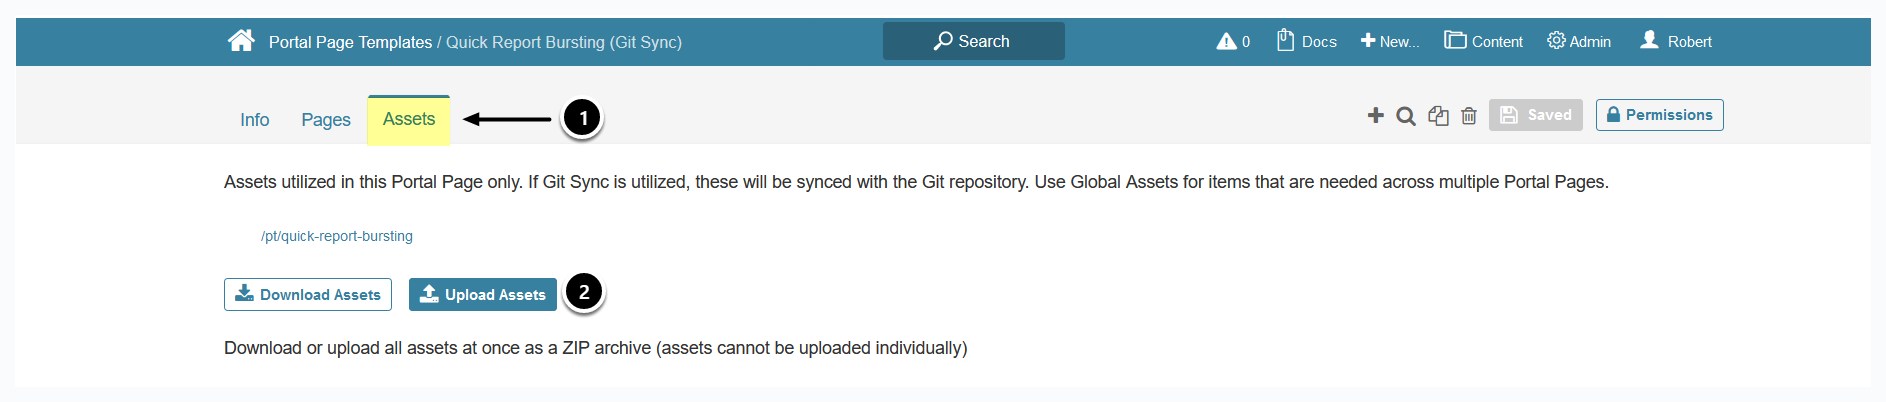 Portal Page Templates / Quick Report Bursting (Git Sync) Search 0 Docs New... Content Admin Robert
Info Pages Assets 1 Saved Permissions
Assets utilized in this Portal Page only. If Git Sync is utilized, these will be synced with the Git repository. Use Global Assets for items that are needed across multiple Portal Pages.
/pt/quick-report-bursting
Download Assets Upload Assets 2
Download or upload all assets at once as a ZIP archive (assets cannot be uploaded individually)